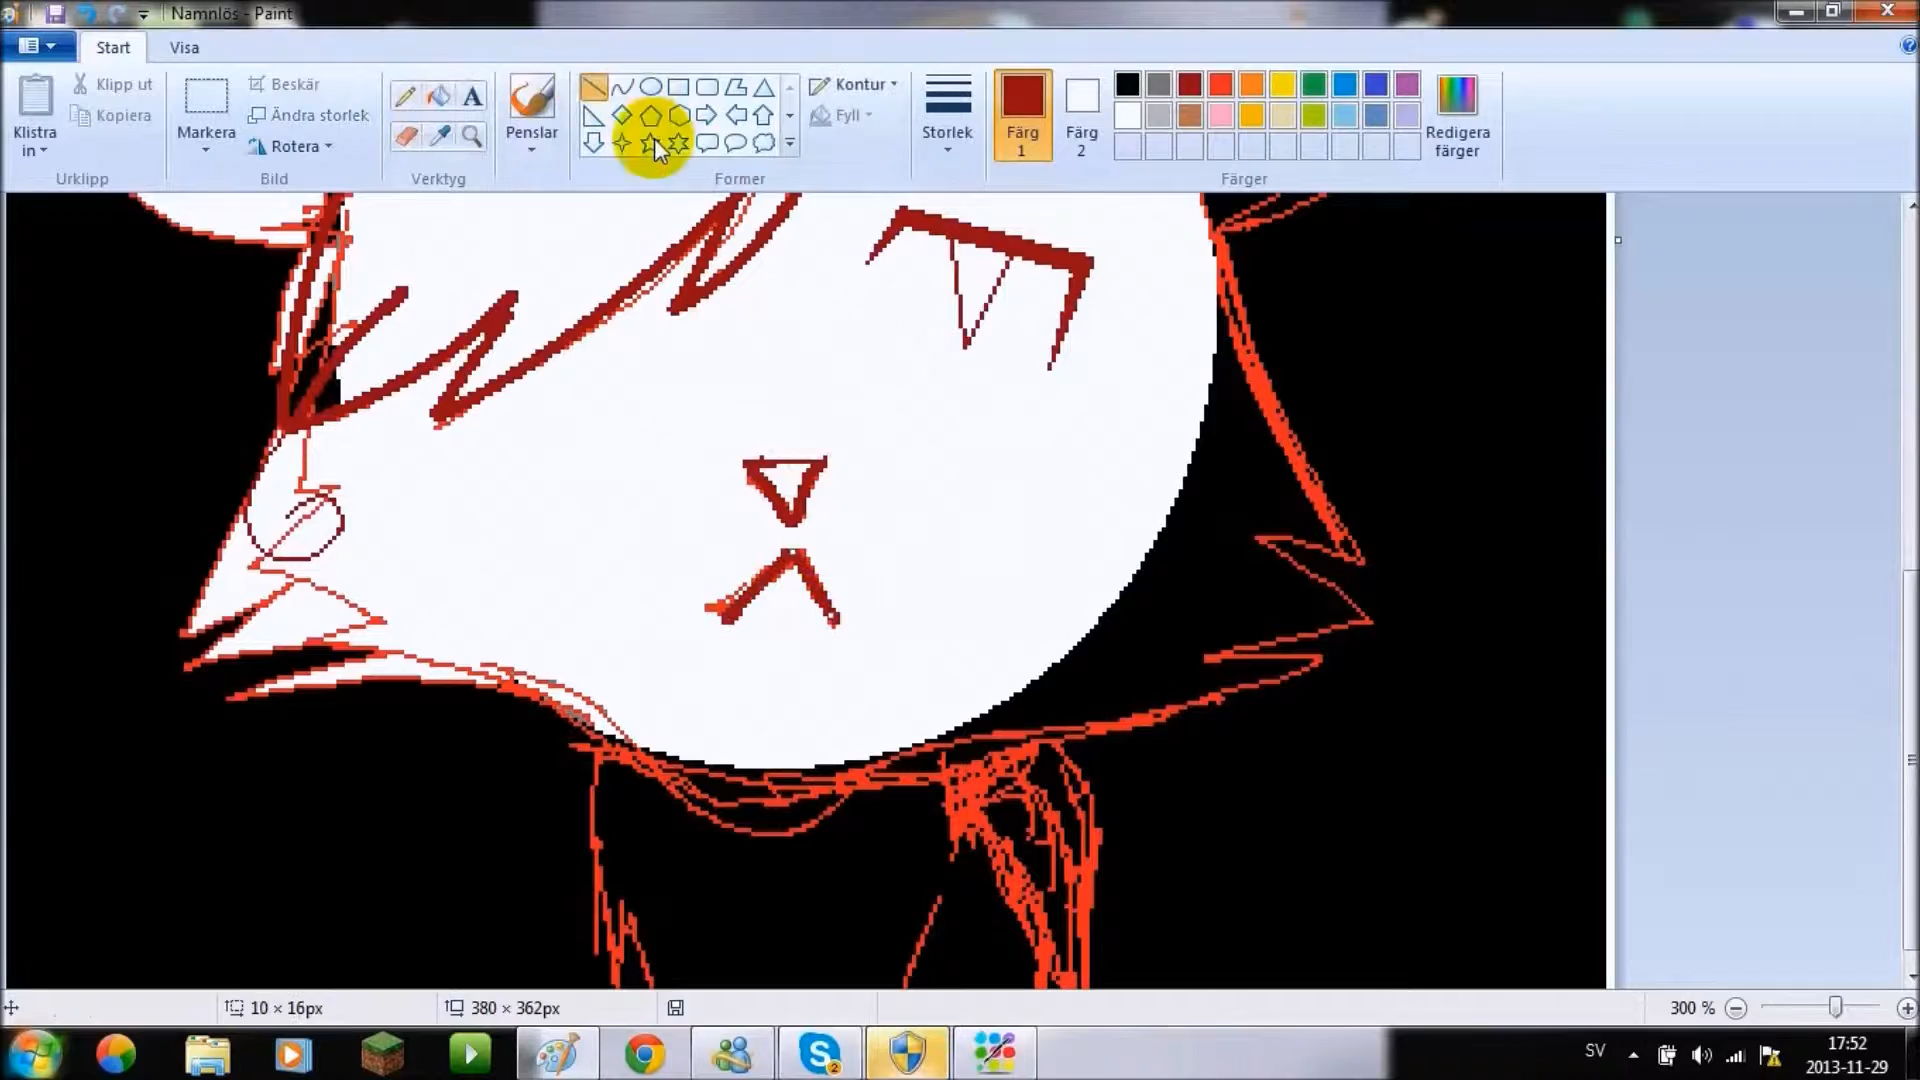 Namnlös - Paint
Start
Visa
Klistra in
Klipp ut
Kopiera
Urklipp
Markera
Beskär
Ändra storlek
Rotera
Bild
A
Verktyg
Penslar
Kontur
Fyll
Former
Storlek
Färg 1
Färg 2
Redigera färger
Färger
10 × 16px
380 × 362px
300 %
S
2
SV
17:52
2013-11-29